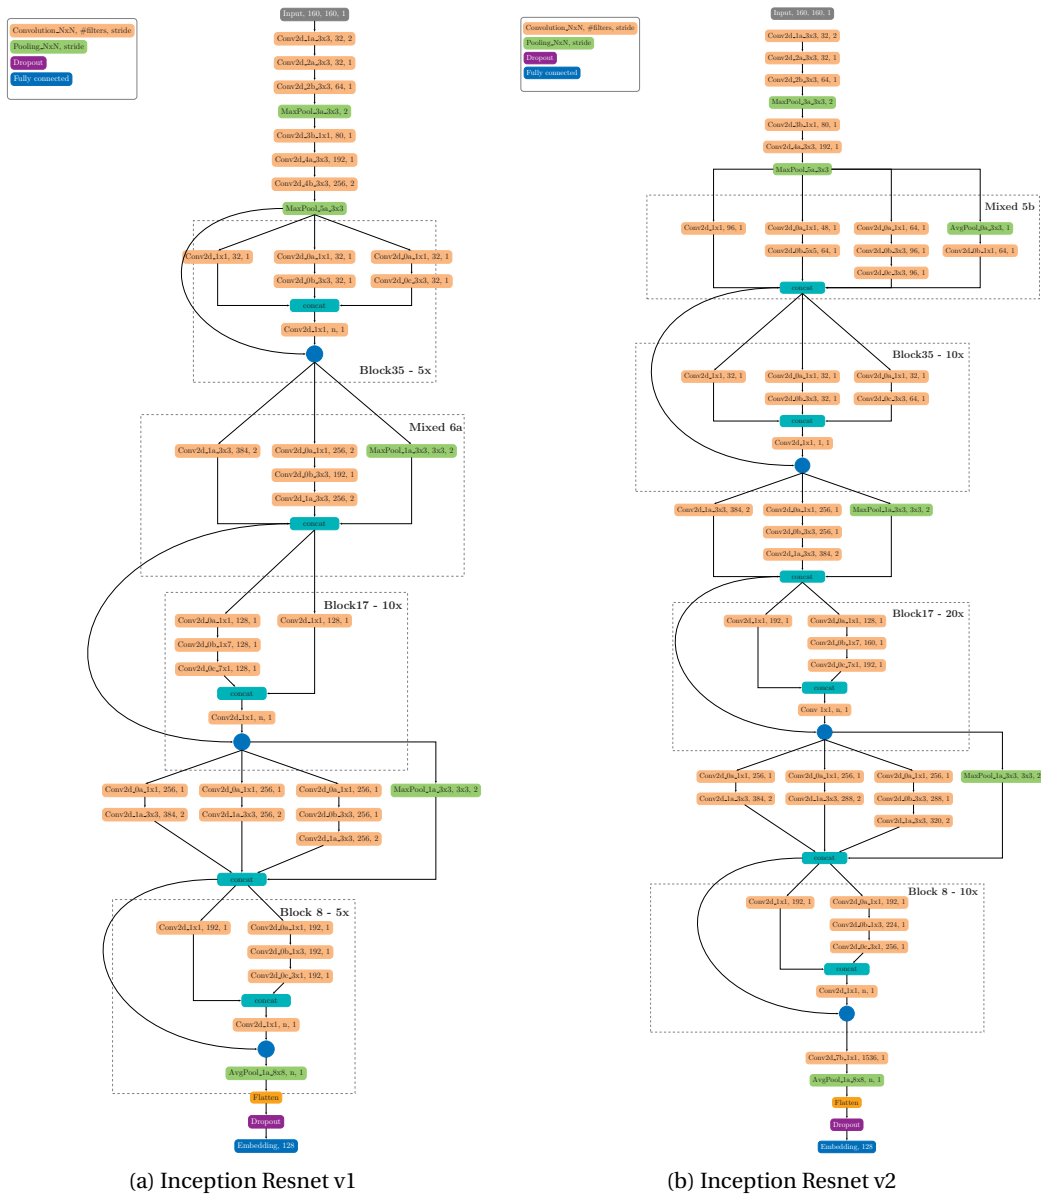 Convolution_NxN, #filters, stride
Pooling_NxN, stride
Dropout
Fully connected
Input, 160, 160, 1
Conv2d_1a_3x3, 32, 2
Conv2d_2a_3x3, 32, 1
Conv2d_2b_3x3, 64, 1
MaxPool_3a_3x3, 2
Conv2d_3b_1x1, 80, 1
Conv2d_4a_3x3, 192, 1
Conv2d_4b_3x3, 256, 2
MaxPool_5a_3x3
Conv2d_1x1, 32, 1
Conv2d_0a_1x1, 32, 1
Conv2d_0a_1x1, 32, 1
Conv2d_0b_3x3, 32, 1
Conv2d_0c_3x3, 32, 1
concat
Conv2d_1x1, n, 1
Block35 - 5x
Mixed 6a
Conv2d_1a_3x3, 384, 2
Conv2d_0a_1x1, 256, 2
MaxPool_1a_3x3, 3x3, 2
Conv2d_0b_3x3, 192, 1
Conv2d_1a_3x3, 256, 2
concat
Block17 - 10x
Conv2d_0a_1x1, 128, 1
Conv2d_1x1, 128, 1
Conv2d_0b_1x7, 128, 1
Conv2d_0c_7x1, 128, 1
concat
Conv2d_1x1, n, 1
Conv2d_0a_1x1, 256, 1
Conv2d_0a_1x1, 256, 1
Conv2d_0a_1x1, 256, 1
MaxPool_1a_3x3, 3x3, 2
Conv2d_1a_3x3, 384, 2
Conv2d_1a_3x3, 256, 2
Conv2d_0b_3x3, 256, 1
Conv2d_1a_3x3, 256, 2
concat
Block 8 - 5x
Conv2d_1x1, 192, 1
Conv2d_0a_1x1, 192, 1
Conv2d_0b_1x3, 192, 1
Conv2d_0c_3x1, 192, 1
concat
Conv2d_1x1, n, 1
AvgPool_1a_8x8, n, 1
Flatten
Dropout
Embedding, 128
(a) Inception Resnet v1
Convolution_NxN, #filters, stride
Pooling_NxN, stride
Dropout
Fully connected
Input, 160, 160, 1
Conv2d_1a_3x3, 32, 2
Conv2d_2a_3x3, 32, 1
Conv2d_2b_3x3, 64, 1
MaxPool_3a_3x3, 2
Conv2d_3b_1x1, 80, 1
Conv2d_4a_3x3, 192, 1
MaxPool_5a_3x3
Mixed 5b
Conv2d_1x1, 96, 1
Conv2d_0a_1x1, 48, 1
Conv2d_0a_1x1, 64, 1
AvgPool_0a_3x3, 1
Conv2d_0b_5x5, 64, 1
Conv2d_0b_3x3, 96, 1
Conv2d_0b_1x1, 64, 1
Conv2d_0c_3x3, 96, 1
concat
Block35 - 10x
Conv2d_1x1, 32, 1
Conv2d_0a_1x1, 32, 1
Conv2d_0a_1x1, 32, 1
Conv2d_0b_3x3, 32, 1
Conv2d_0c_3x3, 64, 1
concat
Conv2d_1x1, 1, 1
Conv2d_1a_3x3, 384, 2
Conv2d_0a_1x1, 256, 1
MaxPool_1a_3x3, 3x3, 2
Conv2d_0b_3x3, 256, 1
Conv2d_1a_3x3, 384, 2
concat
Block17 - 20x
Conv2d_1x1, 192, 1
Conv2d_0a_1x1, 128, 1
Conv2d_0b_1x7, 160, 1
Conv2d_0c_7x1, 192, 1
concat
Conv 1x1, n, 1
Conv2d_0a_1x1, 256, 1
Conv2d_0a_1x1, 256, 1
Conv2d_0a_1x1, 256, 1
MaxPool_1a_3x3, 3x3, 2
Conv2d_1a_3x3, 384, 2
Conv2d_1a_3x3, 288, 2
Conv2d_0b_3x3, 288, 1
Conv2d_1a_3x3, 320, 2
concat
Block 8 - 10x
Conv2d_1x1, 192, 1
Conv2d_0a_1x1, 192, 1
Conv2d_0b_1x3, 224, 1
Conv2d_0c_3x1, 256, 1
concat
Conv2d_1x1, n, 1
Conv2d_7b_1x1, 1536, 1
AvgPool_1a_8x8, n, 1
Flatten
Dropout
Embedding, 128
(b) Inception Resnet v2